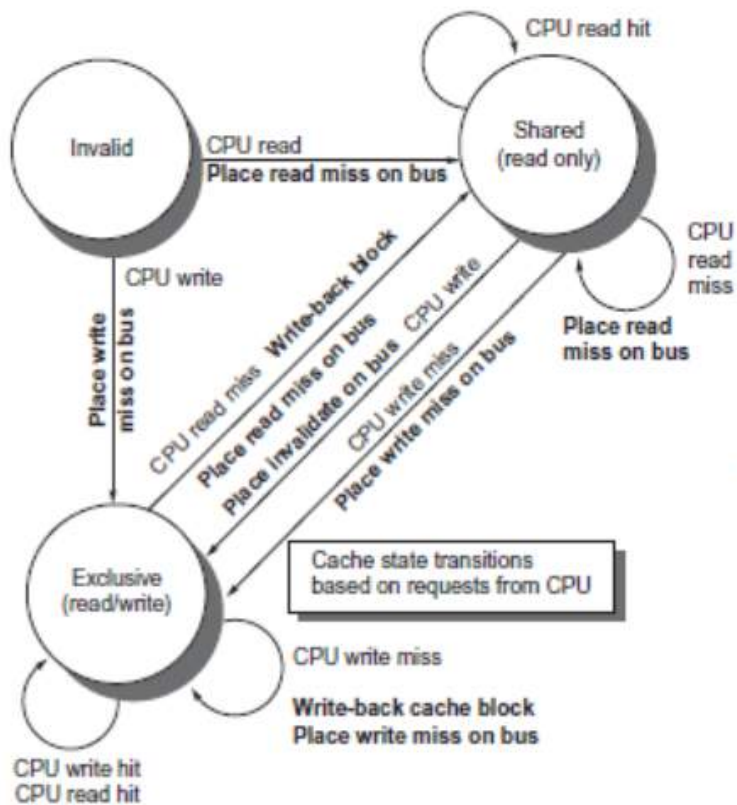 CPU read hit
Invalid
Shared
(read only)
CPU read
Place read miss on bus
CPU
read
miss
Place read
miss on bus
CPU write
Place write
miss on bus
CPU read miss Write-back block
Place read miss on bus
Place invalidate on bus CPU write
CPU write miss
Place write miss on bus
Cache state transitions
based on requests from CPU
Exclusive
(read/write)
CPU write miss
Write-back cache block
Place write miss on bus
CPU write hit
CPU read hit